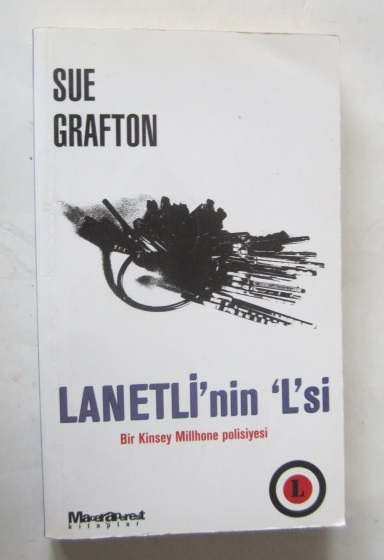 SUE
GRAFTON
LANETLİ'nin 'L'si
Bir Kinsey Millhone polisiyesi
L
MaceraPerest
kitaplar